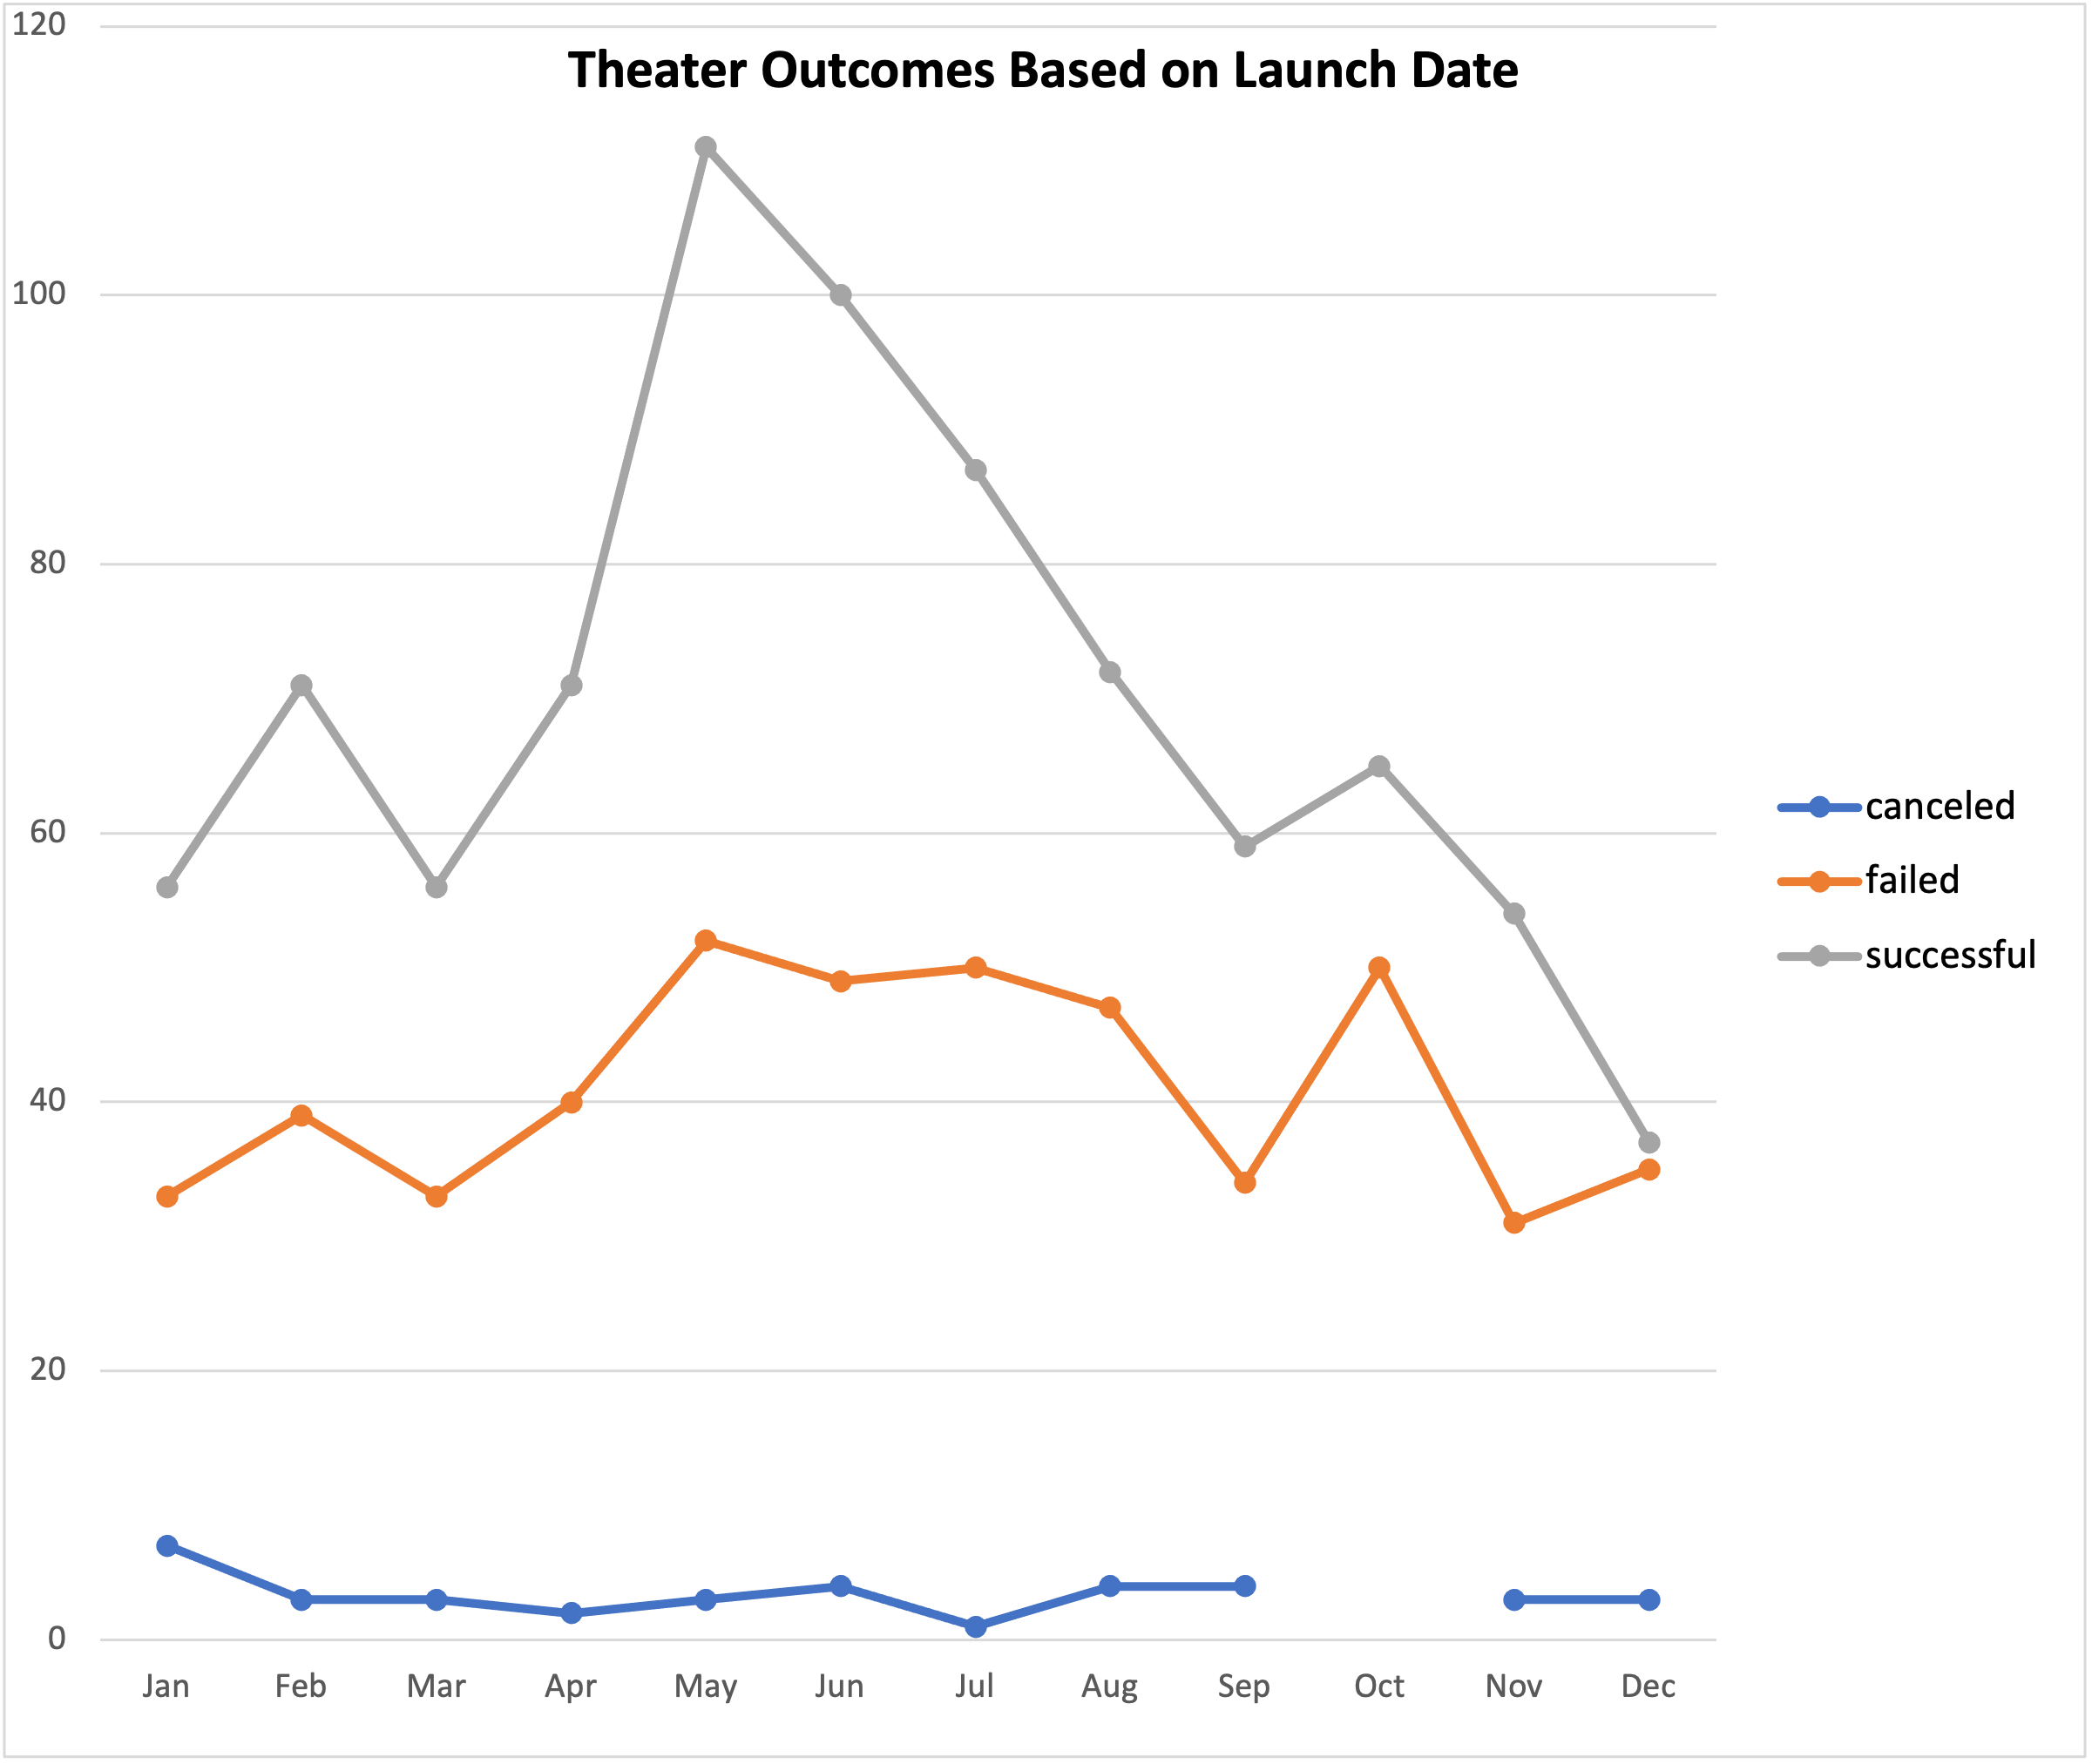 Theater Outcomes Based on Launch Date
120
100
80
60
40
20
0
Jan Feb Mar Apr May Jun Jul Aug Sep Oct Nov Dec
canceled
failed
successful